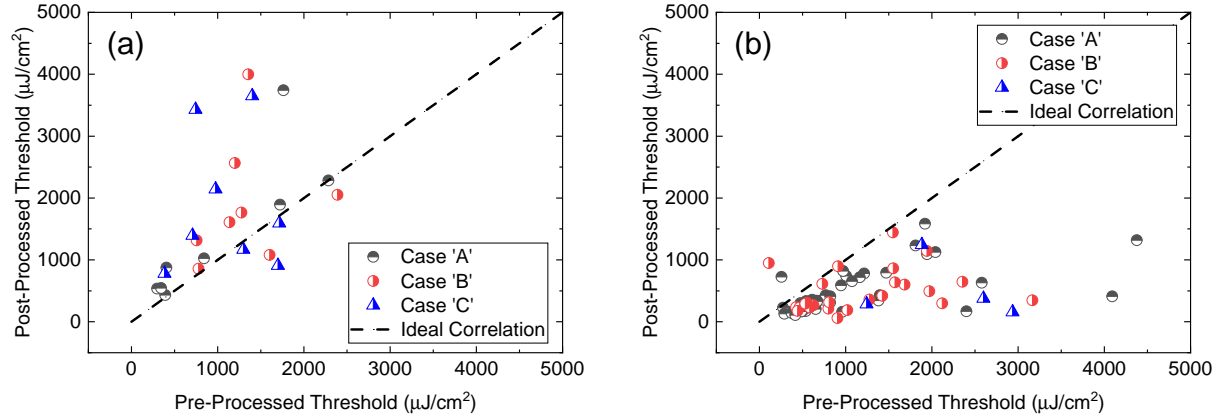 (a)
Post-Processed Threshold (μJ/cm²)
5000
4000
3000
2000
1000
0
Case 'A'
Case 'B'
Case 'C'
Ideal Correlation
0 1000 2000 3000 4000 5000
Pre-Processed Threshold (μJ/cm²)
(b)
Post-Processed Threshold (μJ/cm²)
5000
4000
3000
2000
1000
0
Case 'A'
Case 'B'
Case 'C'
Ideal Correlation
0 1000 2000 3000 4000 5000
Pre-Processed Threshold (μJ/cm²)